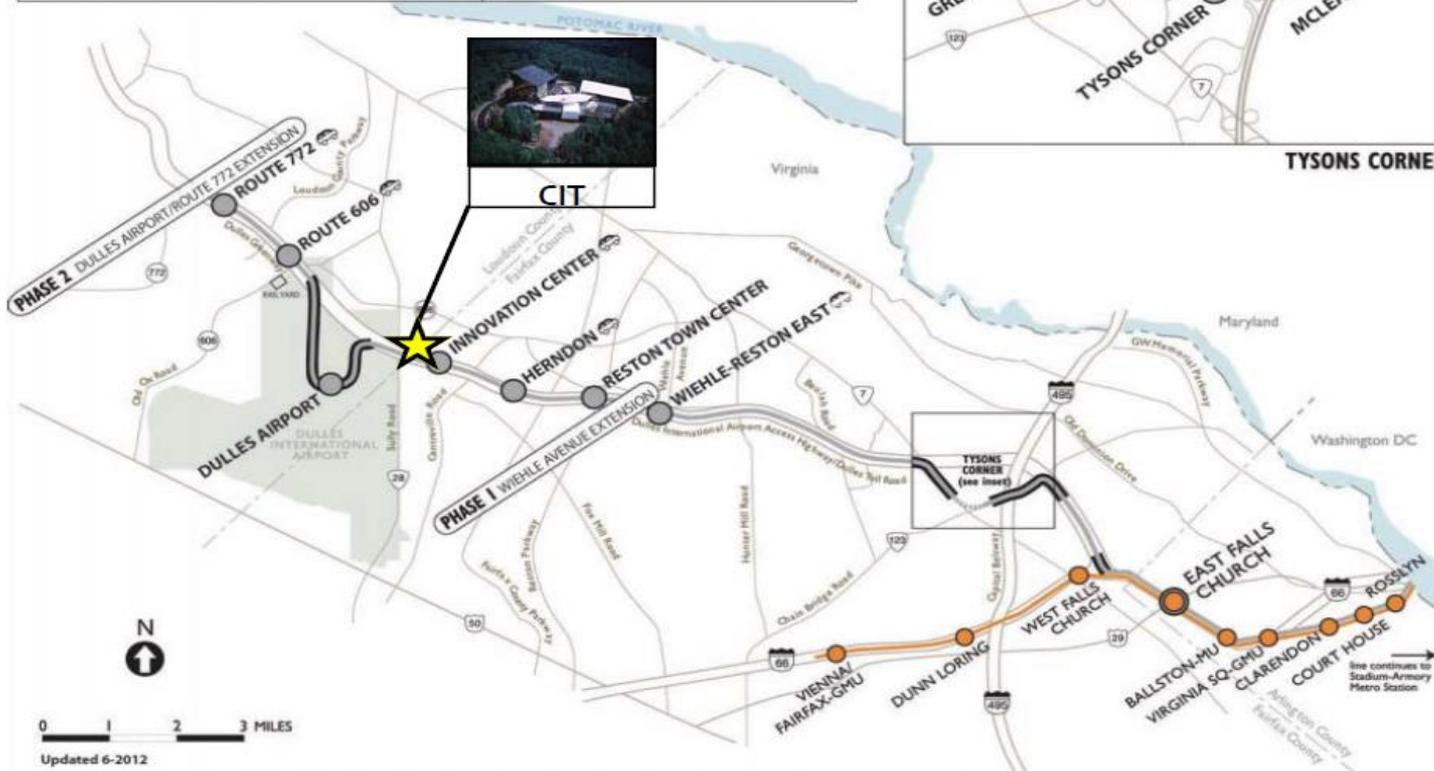 POTOMAC RIVER
123
TYSONS CORNER
7
TYSONS CORNE
CIT
Virginia
Maryland
Washington DC
PHASE 2 DULLES AIRPORT/ROUTE 772 EXTENSION
ROUTE 772
Loudoun County Parkway
ROUTE 606
Dulles Greenway
772
RAIL YARD
606
Old Ox Road
Loudoun County
Fairfax County
INNOVATION CENTER
HERNDON
RESTON TOWN CENTER
WIEHLE-RESTON EAST
Wiehle Avenue
DULLES AIRPORT
DULLES
INTERNATIONAL
AIRPORT
Sully Road
28
Centreville Road
PHASE 1 WIEHLE AVENUE EXTENSION
Dulles International Airport Access Highway/Dulles Toll Road
Georgetown Pike
7
495
GW Memorial Parkway
Old Dominion Drive
TYSONS
CORNER
(see inset)
Fox Mill Road
Reston Parkway
Fairfax County Parkway
Hunter Mill Road
123
Chain Bridge Road
Capital Beltway
50
66
VIENNA/
FAIRFAX-GMU
DUNN LORING
WEST FALLS
CHURCH
29
495
EAST FALLS
CHURCH
66
ROSSLYN
COURT HOUSE
CLARENDON
VIRGINIA SQ-GMU
BALLSTON-MU
Arlington County
Fairfax County
line continues to
Stadium-Armory
Metro Station
N
0 1 2 3 MILES
Updated 6-2012